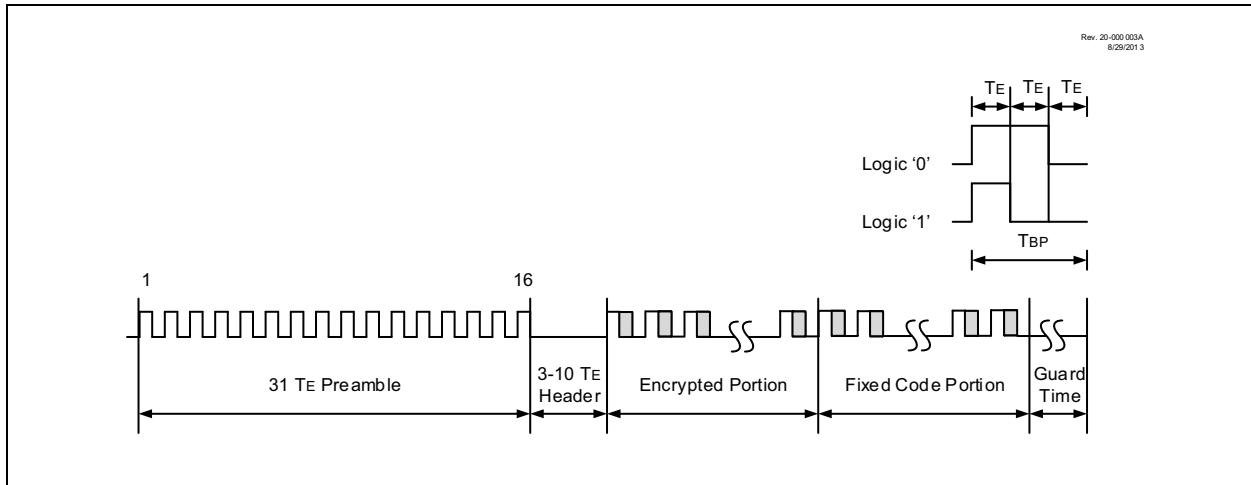 Rev. 20-000 003A
8/29/2013
TE TE TE
Logic ‘0’
Logic ‘1’
TBP
1 16
31 TE Preamble
3-10 TE
Header
Encrypted Portion
Fixed Code Portion
Guard
Time